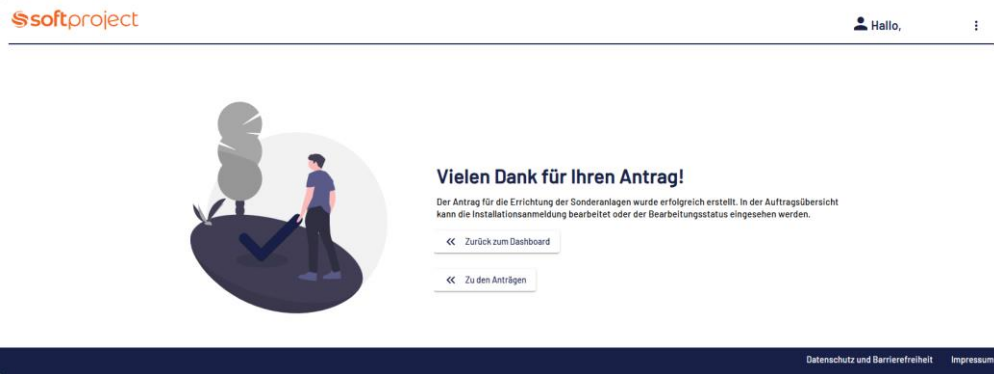 softproject
Hallo,
Vielen Dank für Ihren Antrag!
Der Antrag für die Errichtung der Sonderanlagen wurde erfolgreich erstellt. In der Auftragsübersicht
kann die Installationsanmeldung bearbeitet oder der Bearbeitungsstatus eingesehen werden.
Zurück zum Dashboard
Zu den Anträgen
Datenschutz und Barrierefreiheit Impressum